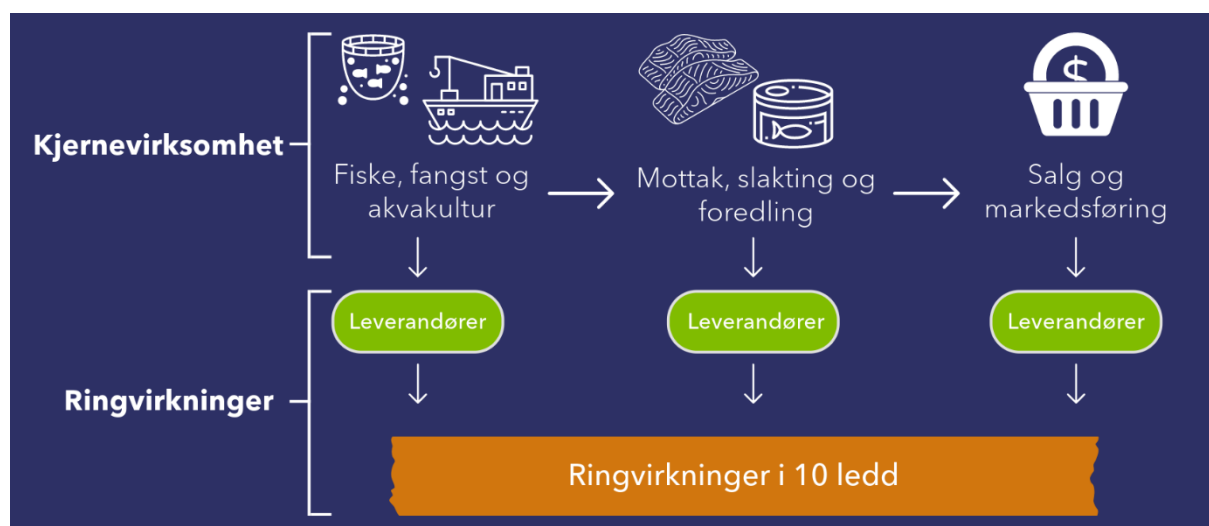 Kjernevirksomhet
Fiske, fangst og
akvakultur
Mottak, slakting og
foredling
Salg og
markedsføring
Leverandører
Leverandører
Leverandører
Ringvirkninger
Ringvirkninger i 10 ledd